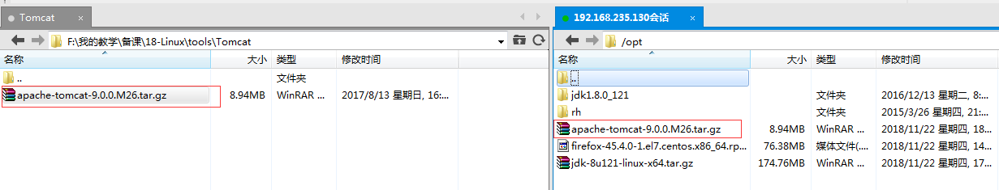 Tomcat ×
F:\我的教学\备课\18-Linux\tools\Tomcat
名称 大小 类型 修改时间
.. 文件夹
apache-tomcat-9.0.0.M26.tar.gz 8.94MB WinRAR ... 2017/8/13 星期日, 16:...
192.168.235.130会话 ×
/opt
名称 大小 类型 修改时间
..
jdk1.8.0_121 文件夹 2016/12/13 星期二, 8:...
rh 文件夹 2015/3/26 星期四, 21:...
apache-tomcat-9.0.0.M26.tar.gz 8.94MB WinRAR ... 2018/11/22 星期四, 18...
firefox-45.4.0-1.el7.centos.x86_64.rp... 76.38MB 媒体文件(.... 2018/11/22 星期四, 14...
jdk-8u121-linux-x64.tar.gz 174.76MB WinRAR ... 2018/11/22 星期四, 17...